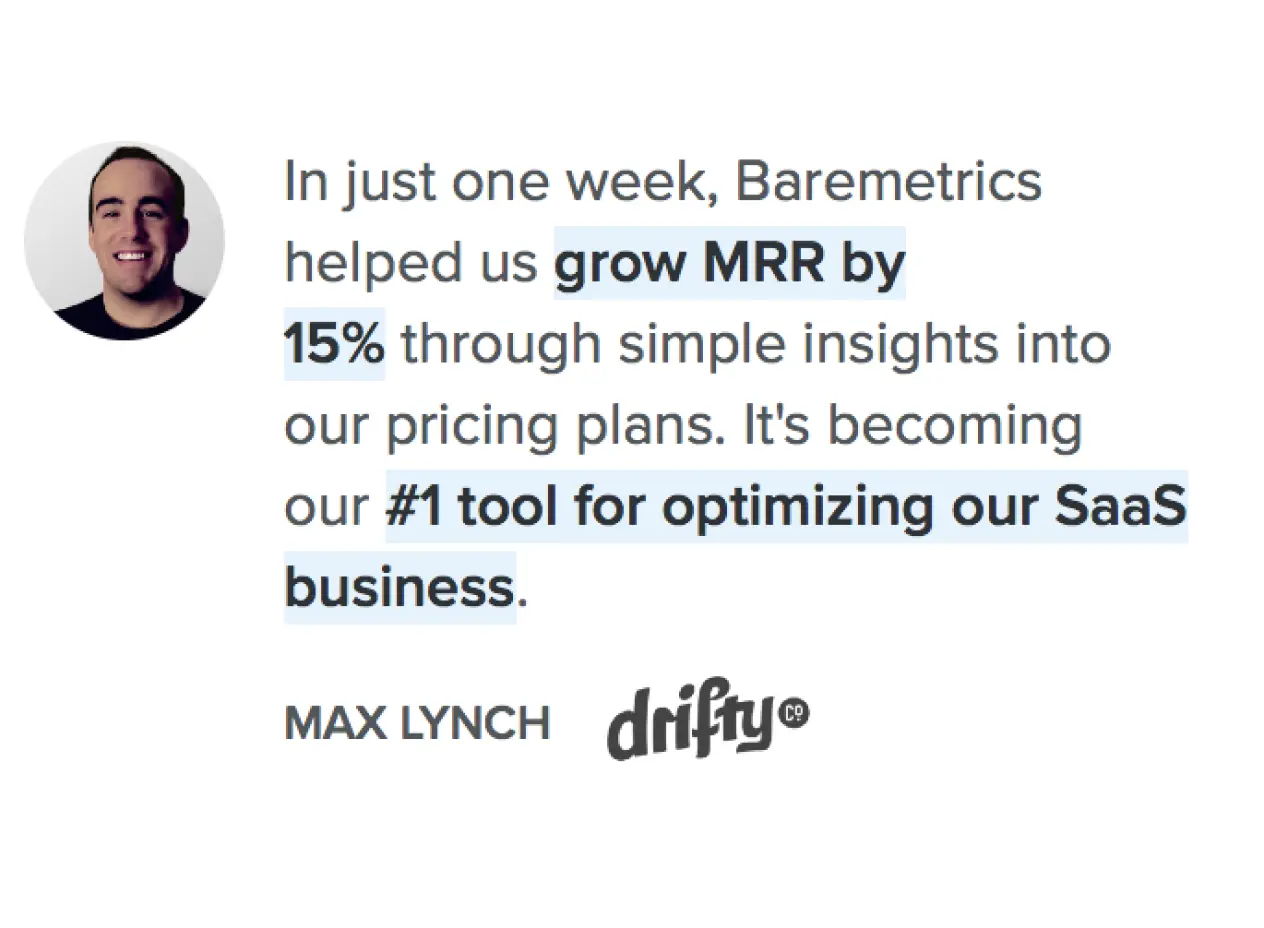 In just one week, Baremetrics
helped us grow MRR by
15% through simple insights into
our pricing plans. It's becoming
our #1 tool for optimizing our SaaS
business.
MAX LYNCH drifty CO